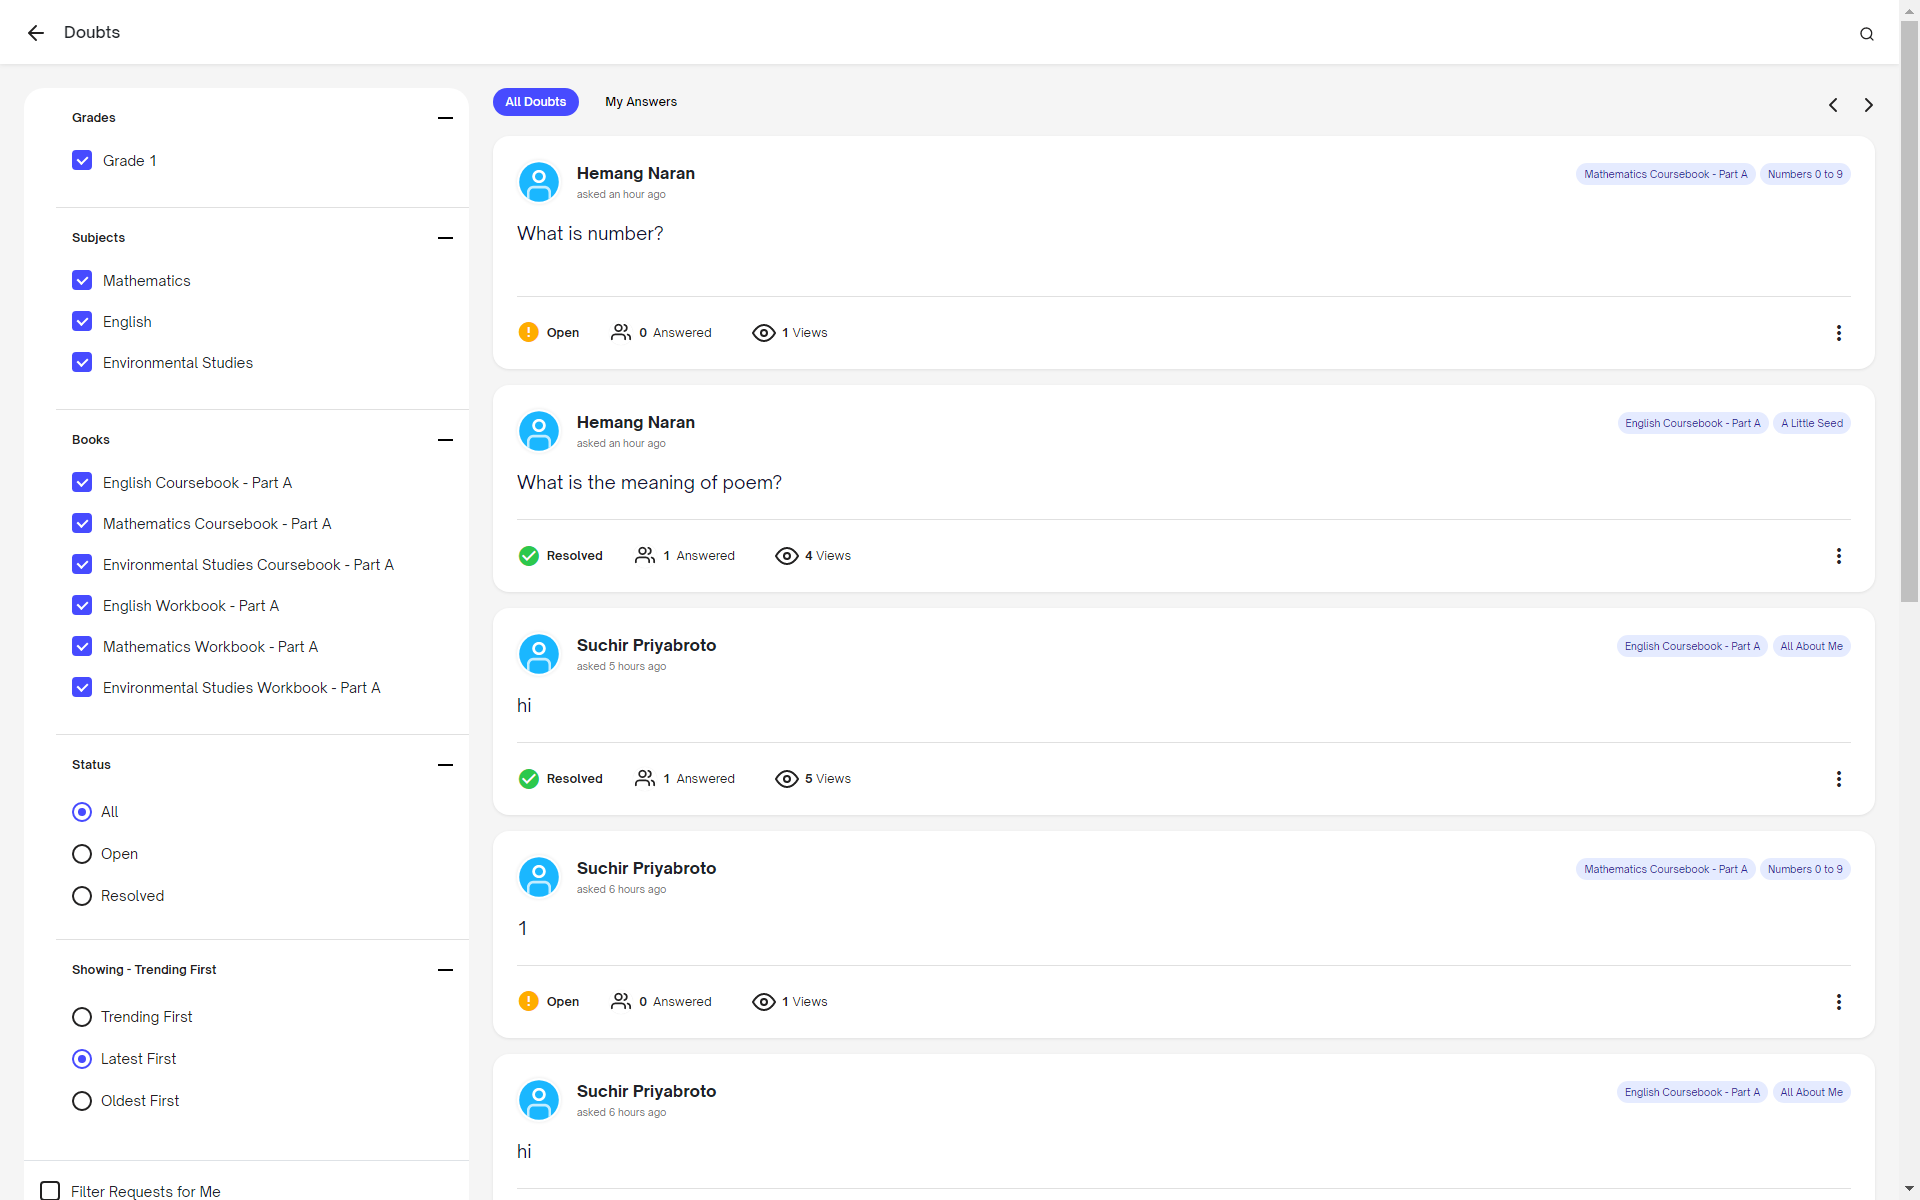 Doubts
Grades
Grade 1
Subjects
Mathematics
English
Environmental Studies
Books
English Coursebook - Part A
Mathematics Coursebook - Part A
Environmental Studies Coursebook - Part A
English Workbook - Part A
Mathematics Workbook - Part A
Environmental Studies Workbook - Part A
Status
All
Open
Resolved
Showing - Trending First
Trending First
Latest First
Oldest First
Filter Requests for Me
All Doubts My Answers
Hemang Naran
asked an hour ago
Mathematics Coursebook - Part A Numbers 0 to 9
What is number?
Open 0 Answered 1 Views
Hemang Naran
asked an hour ago
English Coursebook - Part A A Little Seed
What is the meaning of poem?
Resolved 1 Answered 4 Views
Suchir Priyabroto
asked 5 hours ago
English Coursebook - Part A All About Me
hi
Resolved 1 Answered 5 Views
Suchir Priyabroto
asked 6 hours ago
Mathematics Coursebook - Part A Numbers 0 to 9
1
Open 0 Answered 1 Views
Suchir Priyabroto
asked 6 hours ago
English Coursebook - Part A All About Me
hi